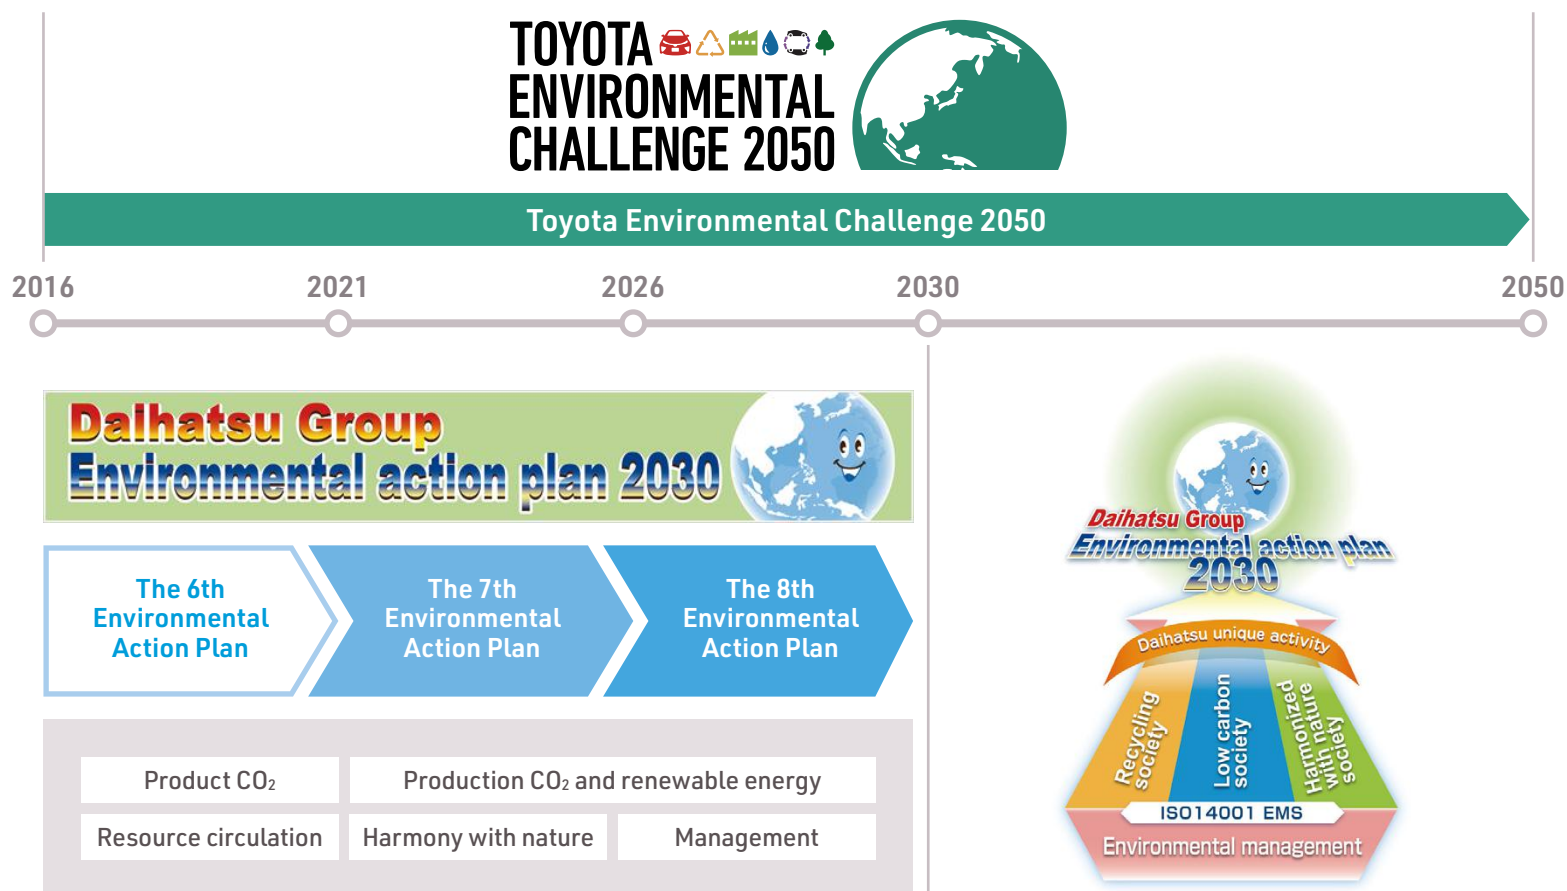 TOYOTA
ENVIRONMENTAL
CHALLENGE 2050
Toyota Environmental Challenge 2050
2016 2021 2026 2030 2050
Daihatsu Group
Environmental action plan 2030
The 6th
Environmental
Action Plan
The 7th
Environmental
Action Plan
The 8th
Environmental
Action Plan
Product CO₂
Production CO₂ and renewable energy
Resource circulation
Harmony with nature
Management
Daihatsu Group
Environmental action plan
2030
Daihatsu unique activity
Recycling
society
Low carbon
society
Harmonized
with nature
society
ISO14001 EMS
Environmental management